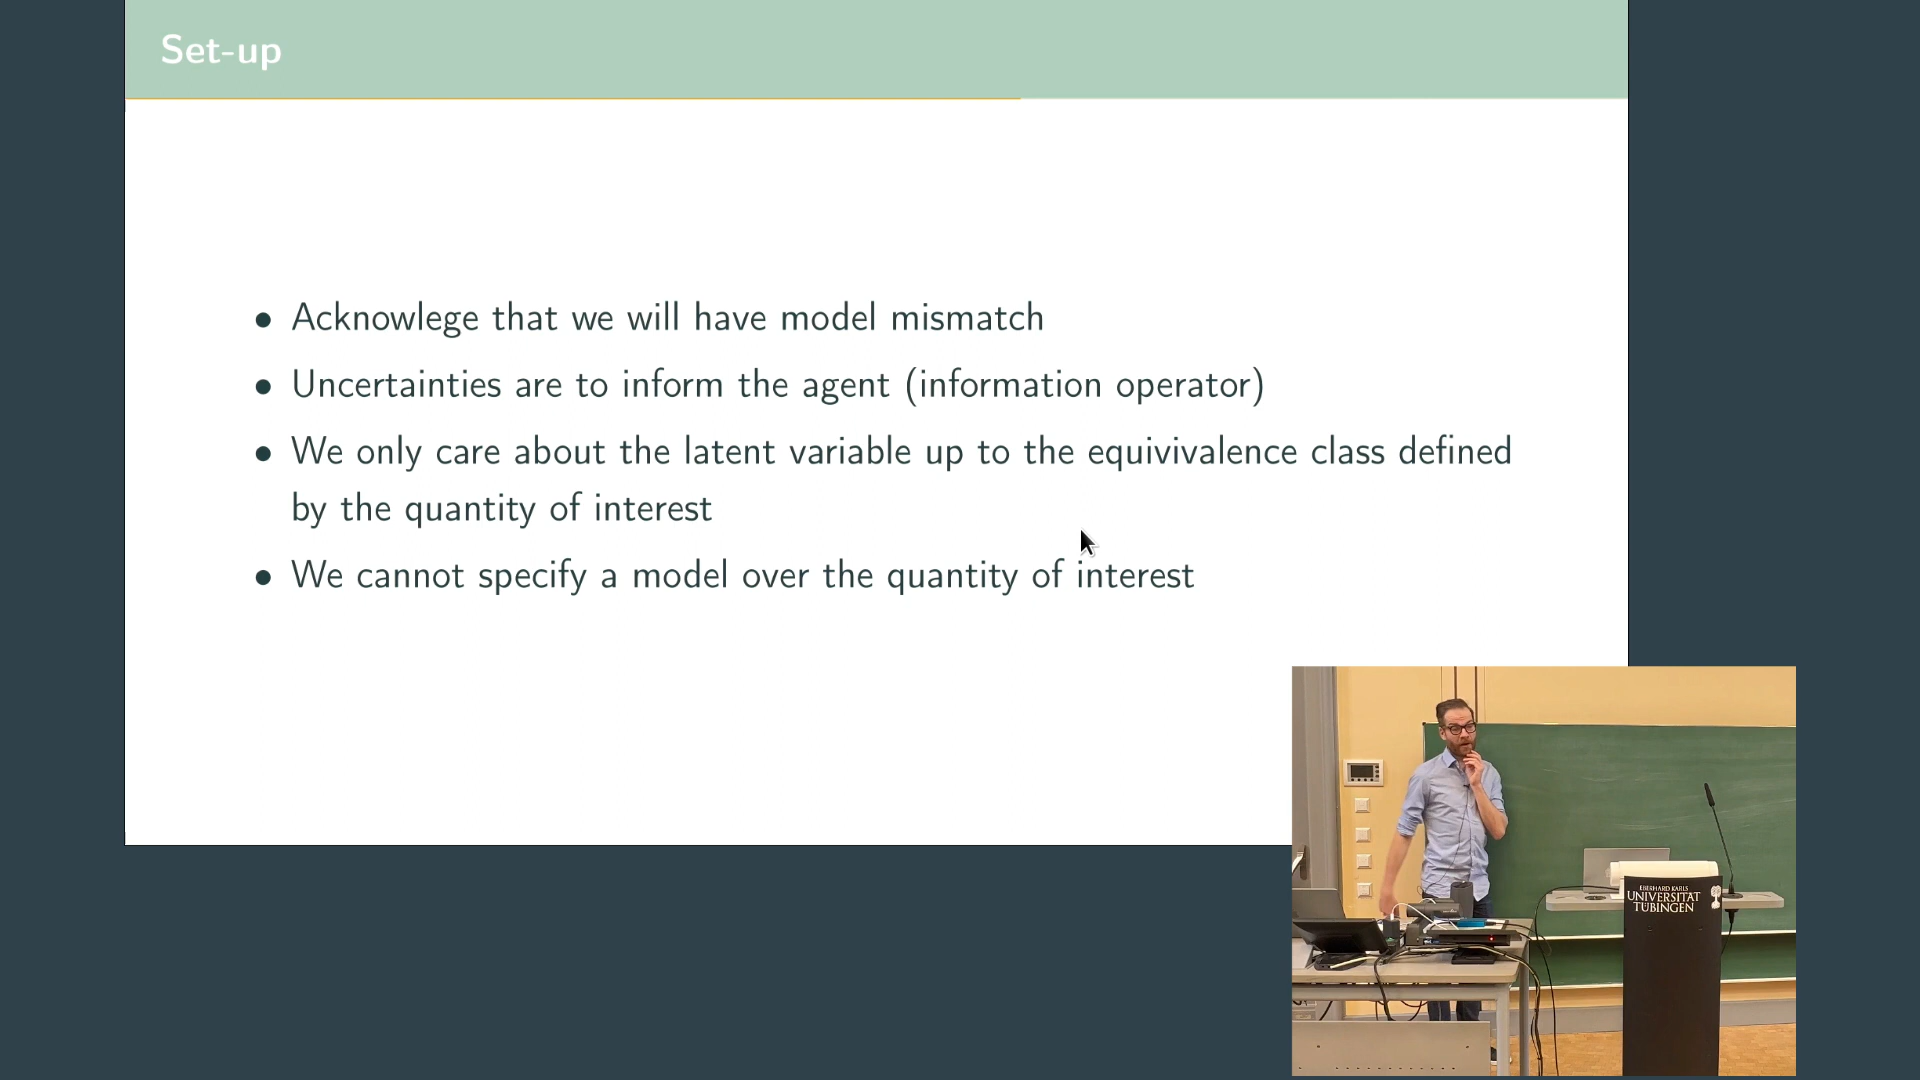 Set-up
• Acknowlege that we will have model mismatch
• Uncertainties are to inform the agent (information operator)
• We only care about the latent variable up to the equivivalence class defined
by the quantity of interest
• We cannot specify a model over the quantity of interest
EBERHARD KARLS
UNIVERSITÄT
TÜBINGEN